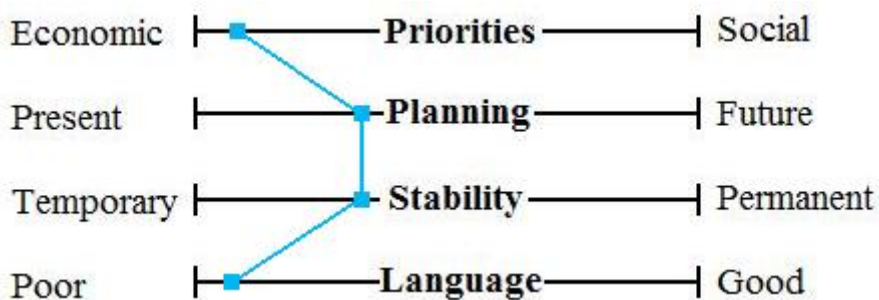 Economic Priorities Social
Present Planning Future
Temporary Stability Permanent
Poor Language Good